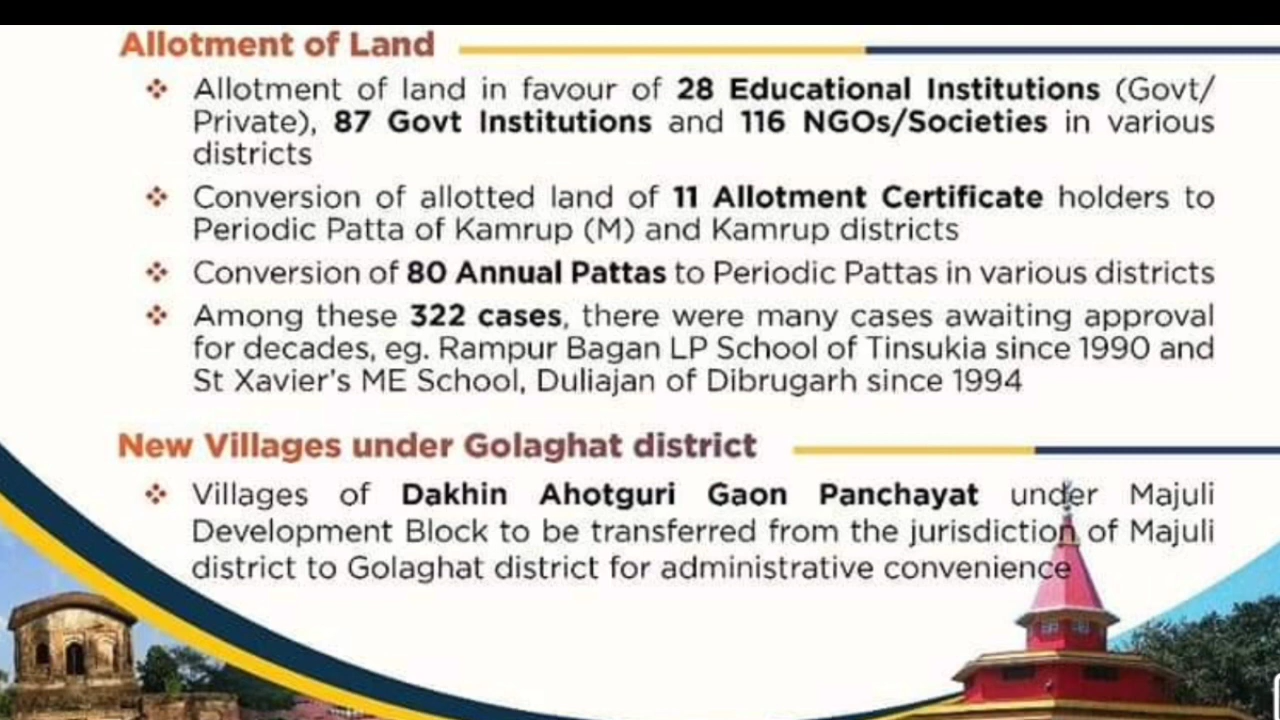 Allotment of Land
Allotment of land in favour of 28 Educational Institutions (Govt/
Private), 87 Govt Institutions and 116 NGOs/Societies in various
districts
Conversion of allotted land of 11 Allotment Certificate holders to
Periodic Patta of Kamrup (M) and Kamrup districts
Conversion of 80 Annual Pattas to Periodic Pattas in various districts
Among these 322 cases, there were many cases awaiting approval
for decades, eg. Rampur Bagan LP School of Tinsukia since 1990 and
St Xavier's ME School, Duliajan of Dibrugarh since 1994
New Villages under Golaghat district
Villages of Dakhin Ahotguri Gaon Panchayat under Majuli
Development Block to be transferred from the jurisdiction of Majuli
district to Golaghat district for administrative convenience